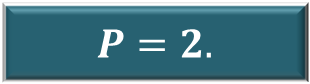 P = 2.